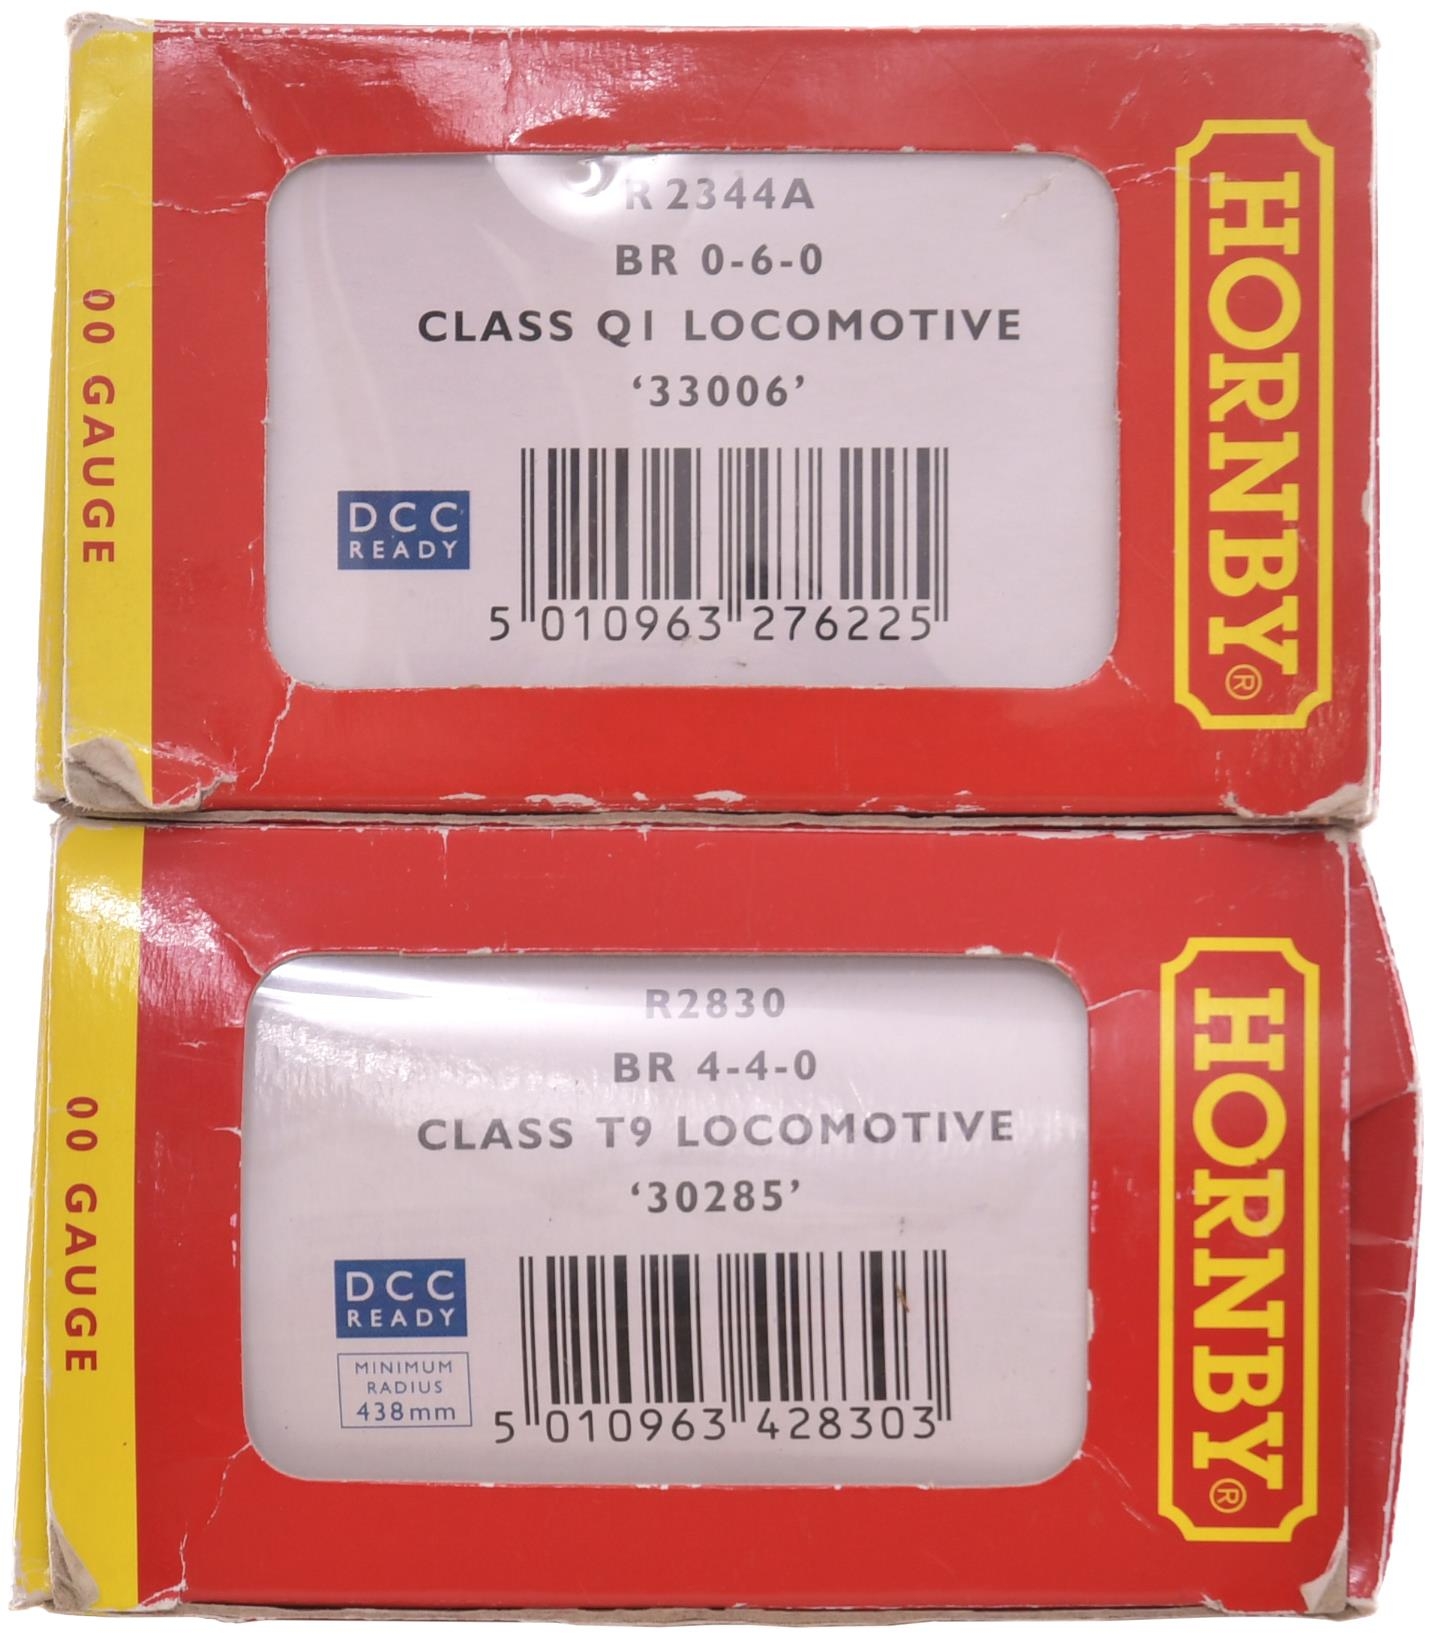 R2344A
BR 0-6-0
CLASS Q1 LOCOMOTIVE
‘33006’
DCC
READY
5 010963 276225
00 GAUGE
HORNBY®
R2830
BR 4-4-0
CLASS T9 LOCOMOTIVE
‘30285’
DCC
READY
MINIMUM
RADIUS
438mm
5 010963 428303
00 GAUGE
HORNBY®